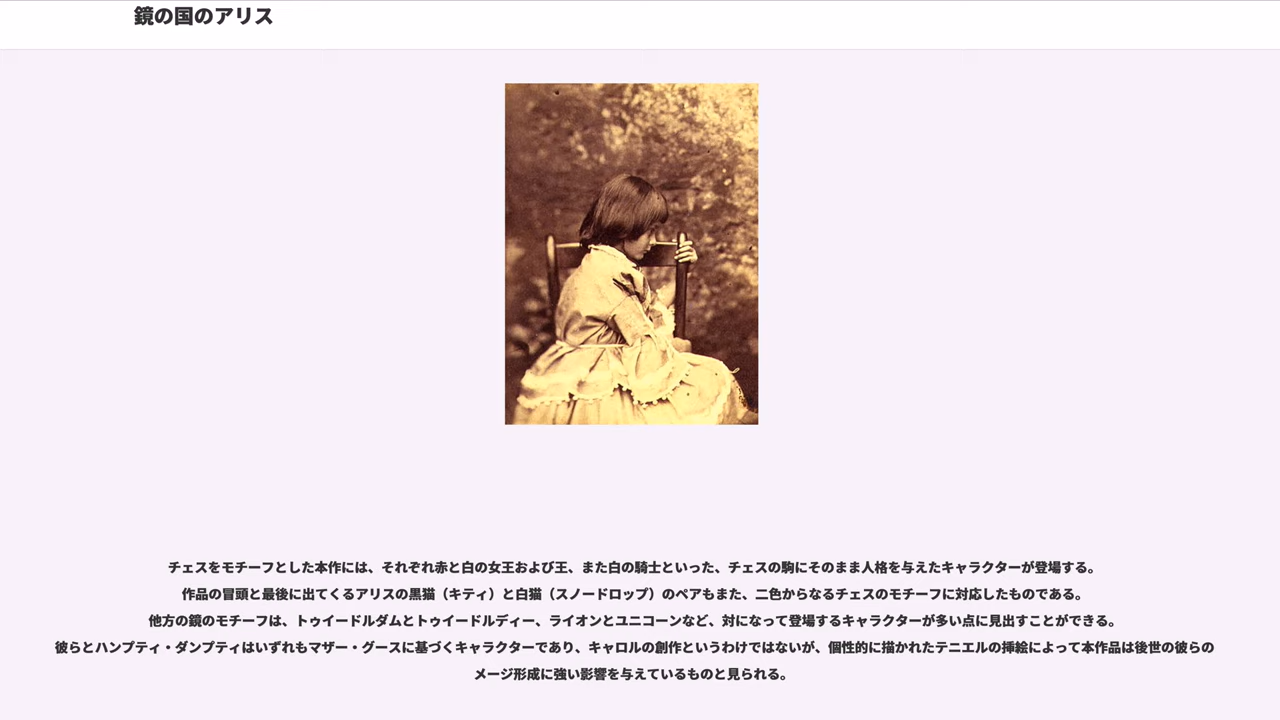 鏡の国のアリス
チェスをモチーフとした本作には、それぞれ赤と白の女王および王、また白の騎士といった、チェスの駒にそのまま人格を与えたキャラクターが登場する。
作品の冒頭と最後に出てくるアリスの黒猫（キティ）と白猫（スノードロップ）のペアもまた、二色からなるチェスのモチーフに対応したものである。
他方の鏡のモチーフは、トゥイードルダムとトゥイードルディー、ライオンとユニコーンなど、対になって登場するキャラクターが多い点に見出すことができる。
彼らとハンプティ・ダンプティはいずれもマザー・グースに基づくキャラクターであり、キャロルの創作というわけではないが、個性的に描かれたテニエルの挿絵によって本作品は後世の彼らの
メージ形成に強い影響を与えているものと見られる。